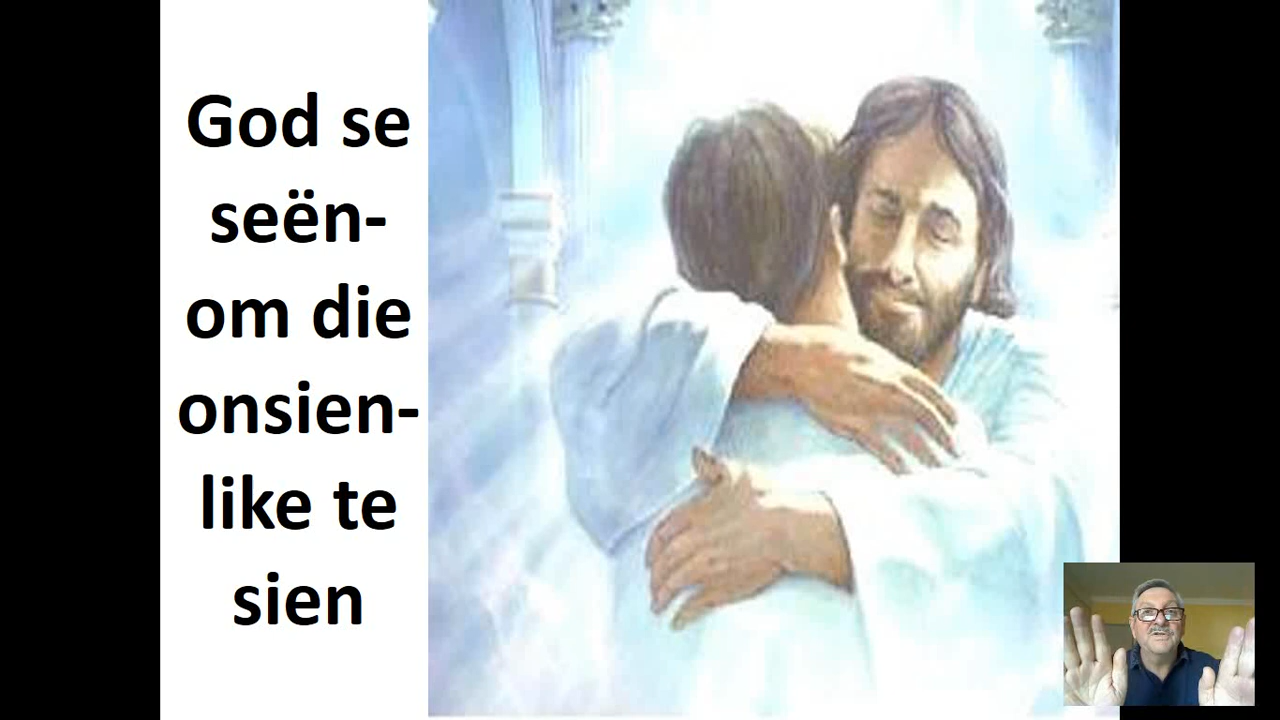 God se
seën-
om die
onsien-
like te
sien